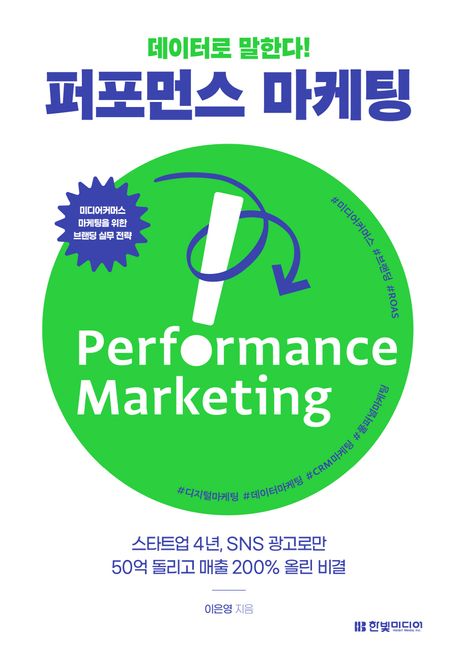 데이터로 말한다!
퍼포먼스 마케팅
미디어커머스
마케팅을 위한
브랜딩 실무 전략
#미디어커머스 #브랜딩 #ROAS
!
Performance
Marketing
#디지털마케팅 #데이터마케팅 #CRM마케팅 #풀퍼널마케팅
스타트업 4년, SNS 광고로만
50억 돌리고 매출 200% 올린 비결
이은영 지음
한빛미디어